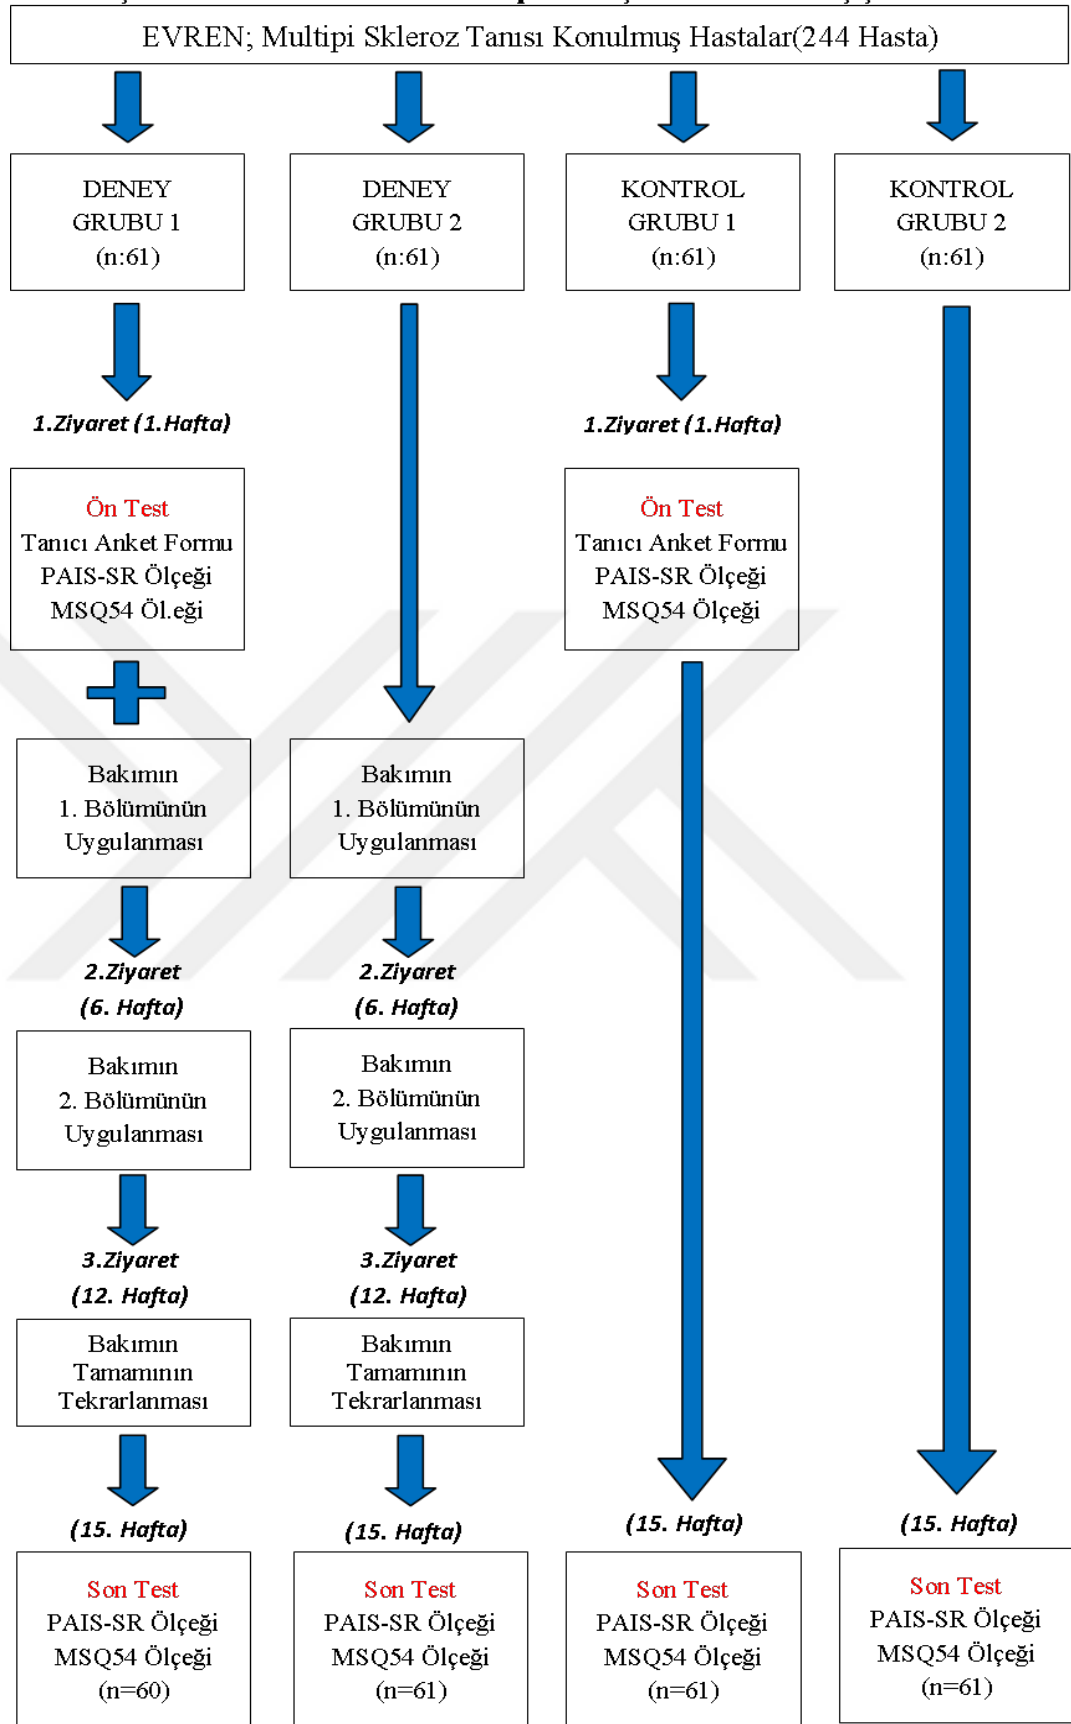 EVREN; Multipi Skleroz Tanısı Konulmuş Hastalar(244 Hasta)
DENEY
GRUBU 1
(n:61)
DENEY
GRUBU 2
(n:61)
KONTROL
GRUBU 1
(n:61)
KONTROL
GRUBU 2
(n:61)
1.Ziyaret (1.Hafta)
1.Ziyaret (1.Hafta)
Ön Test
Tanıcı Anket Formu
PAIS-SR Ölçeği
MSQ54 Öl.eği
Ön Test
Tanıcı Anket Formu
PAIS-SR Ölçeği
MSQ54 Ölçeği
Bakımın
1. Bölümünün
Uygulanması
Bakımın
1. Bölümünün
Uygulanması
2.Ziyaret
(6. Hafta)
2.Ziyaret
(6. Hafta)
Bakımın
2. Bölümünün
Uygulanması
Bakımın
2. Bölümünün
Uygulanması
3.Ziyaret
(12. Hafta)
3.Ziyaret
(12. Hafta)
Bakımın
Tamamının
Tekrarlanması
Bakımın
Tamamının
Tekrarlanması
(15. Hafta)
(15. Hafta)
(15. Hafta)
(15. Hafta)
Son Test
PAIS-SR Ölçeği
MSQ54 Ölçeği
(n=60)
Son Test
PAIS-SR Ölçeği
MSQ54 Ölçeği
(n=61)
Son Test
PAIS-SR Ölçeği
MSQ54 Ölçeği
(n=61)
Son Test
PAIS-SR Ölçeği
MSQ54 Ölçeği
(n=61)